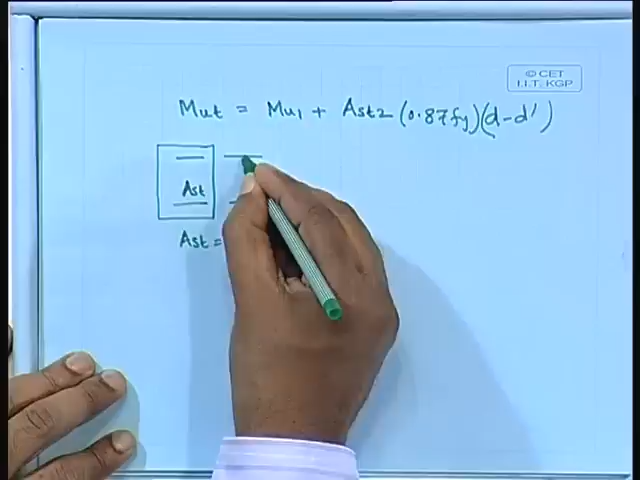 © CET
I.I.T. KGP
Mut = Mu1 + Ast2 (0.87fy)(d-d')
Ast
Ast =